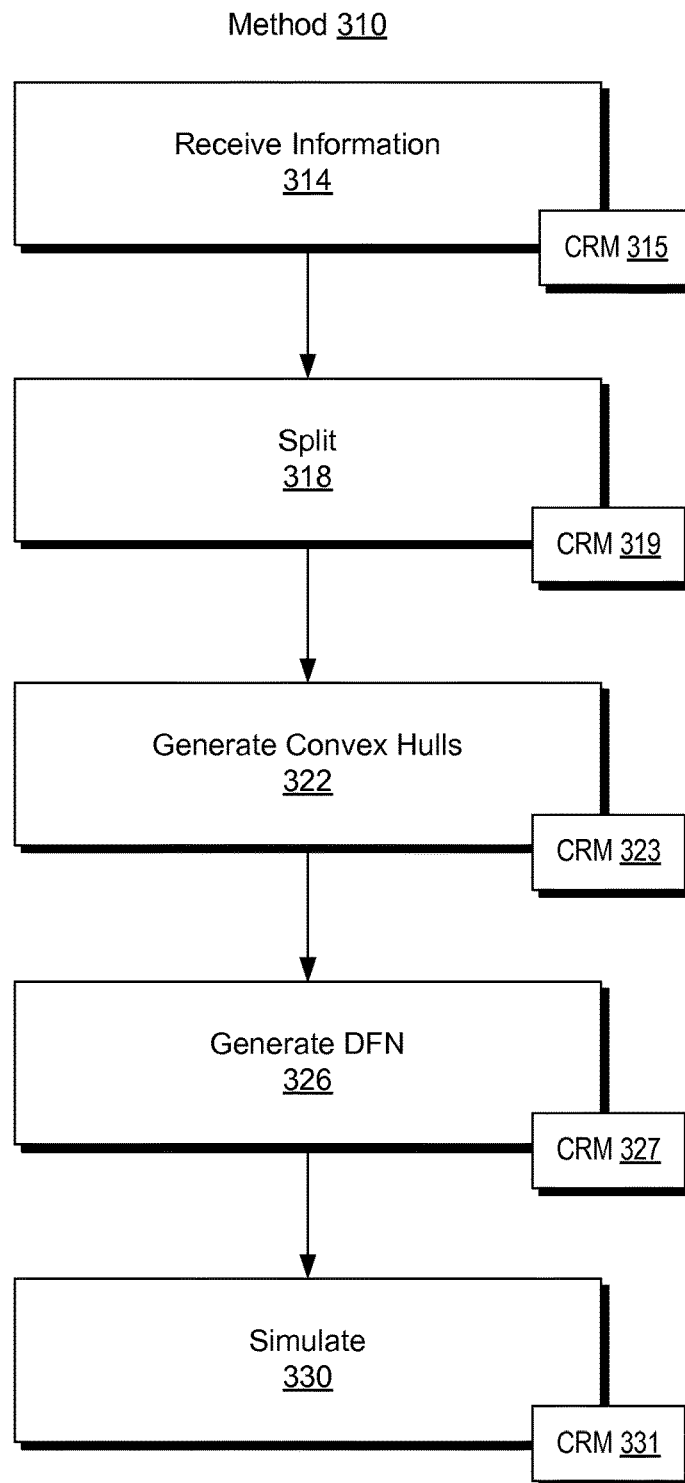 Method 310
Receive Information
314
CRM 315
Split
318
CRM 319
Generate Convex Hulls
322
CRM 323
Generate DFN
326
CRM 327
Simulate
330
CRM 331